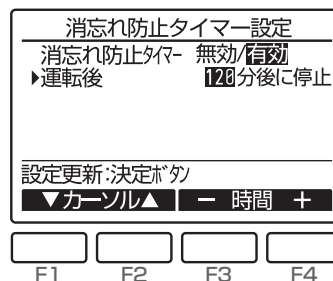 消忘れ防止タイマー設定
消忘れ防止ﾀｲﾏｰ 無効/有効
▶運転後 120分後に停止
設定更新:決定ﾎﾞﾀﾝ
▼カーソル▲ － 時間 ＋
F1 F2 F3 F4